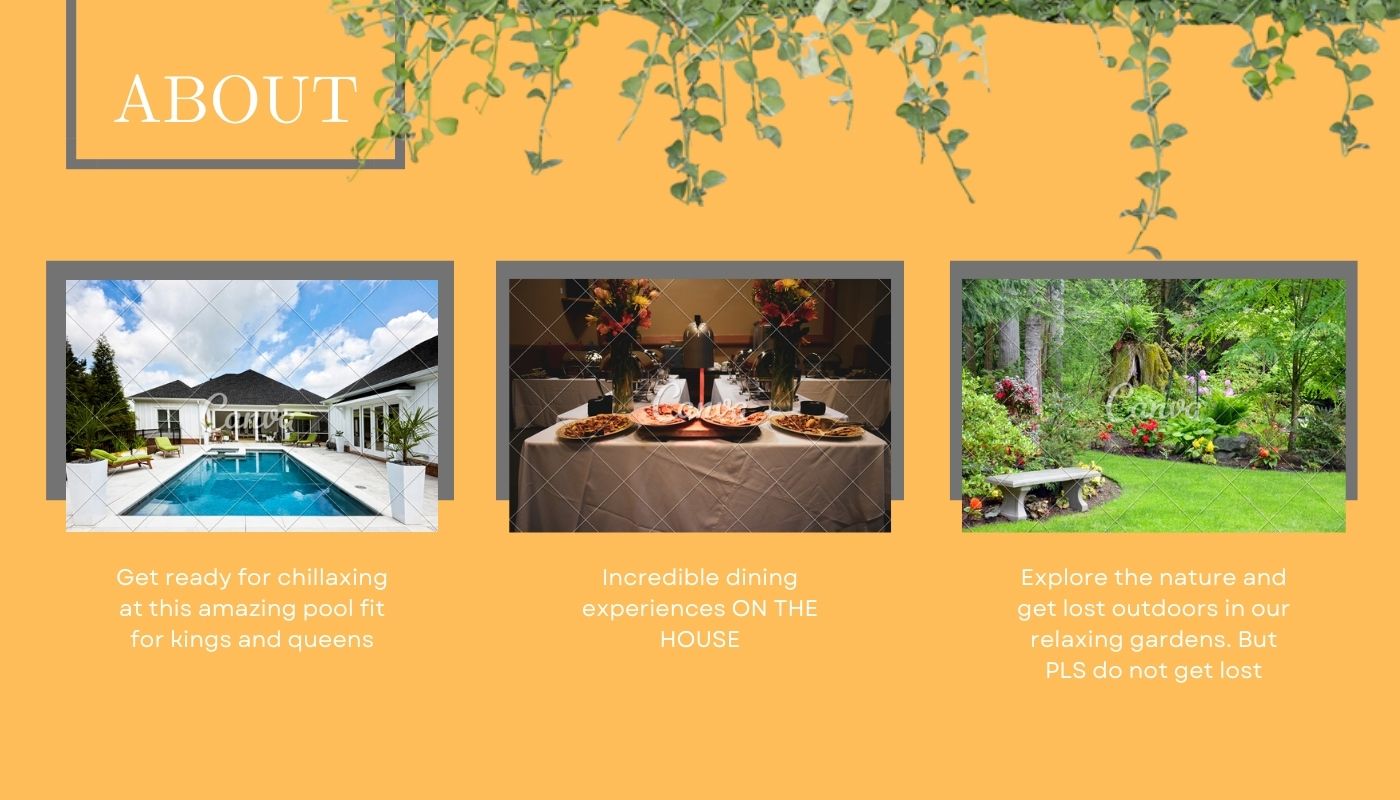 ABOUT
Canva
Canva
Canva
Get ready for chillaxing
at this amazing pool fit
for kings and queens
Incredible dining
experiences ON THE
HOUSE
Explore the nature and
get lost outdoors in our
relaxing gardens. But
PLS do not get lost